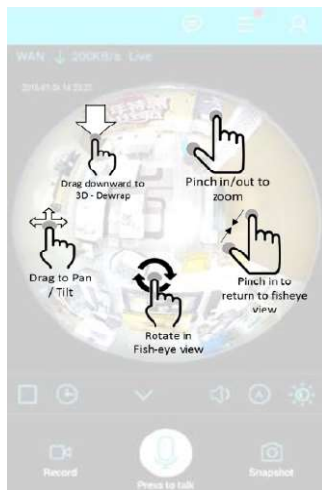 WAN 200KB/s Live
Drag downward to
3D - Dewrap
Pinch in/out to
zoom
Drag to Pan
/ Tilt
Pinch in to
return to fisheye
view
Rotate in
Fish-eye view
A
Record
Press to talk
Snapshot